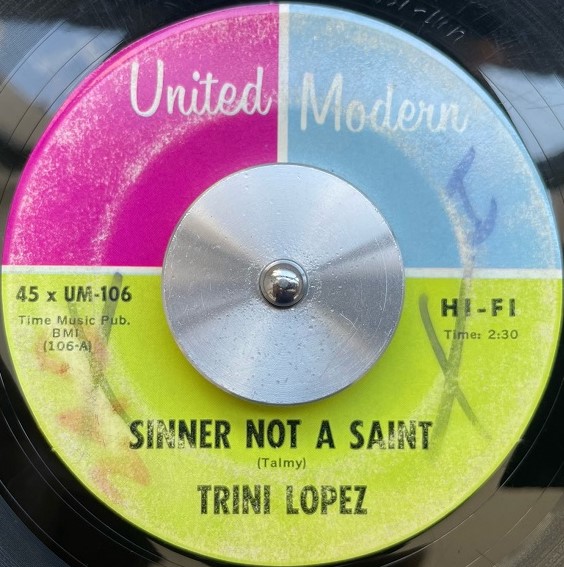 United Modern
45 x UM-106
Time Music Pub.
BMI
(106-A)
HI-FI
Time: 2:30
SINNER NOT A SAINT
(Talmy)
TRINI LOPEZ